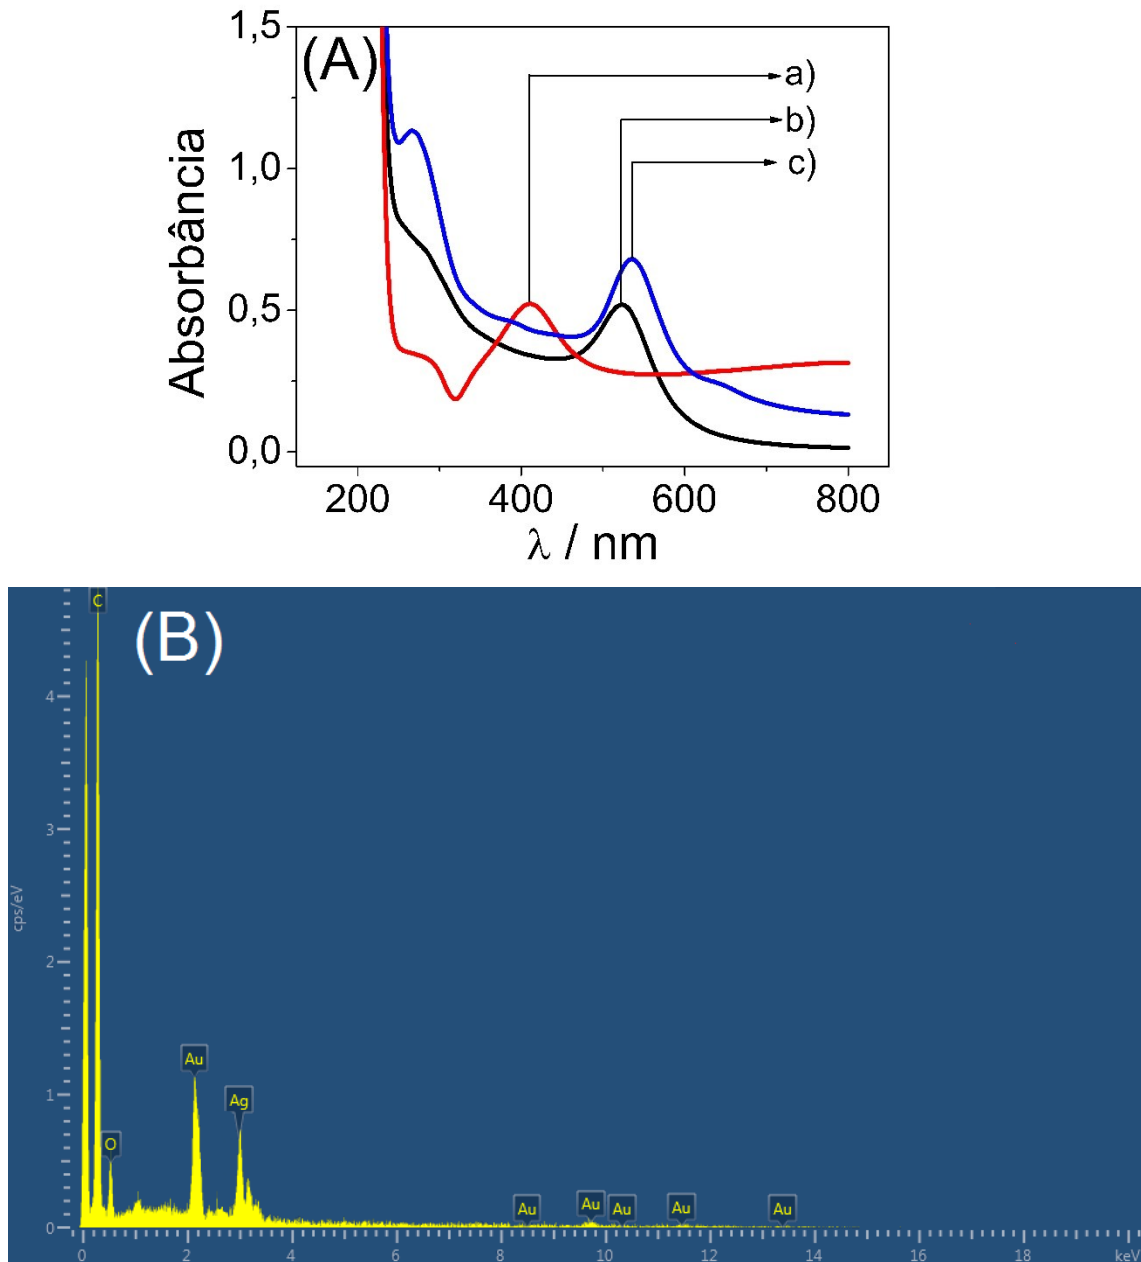 1,5
(A)
a)
b)
1,0
c)
Absorbância
0,5
0,0
200 400 600 800
λ / nm
C
(B)
4
3
cps/eV
2
Au
Ag
1
O
Au Au Au Au Au
0
0 2 4 6 8 10 12 14 16 18 keV